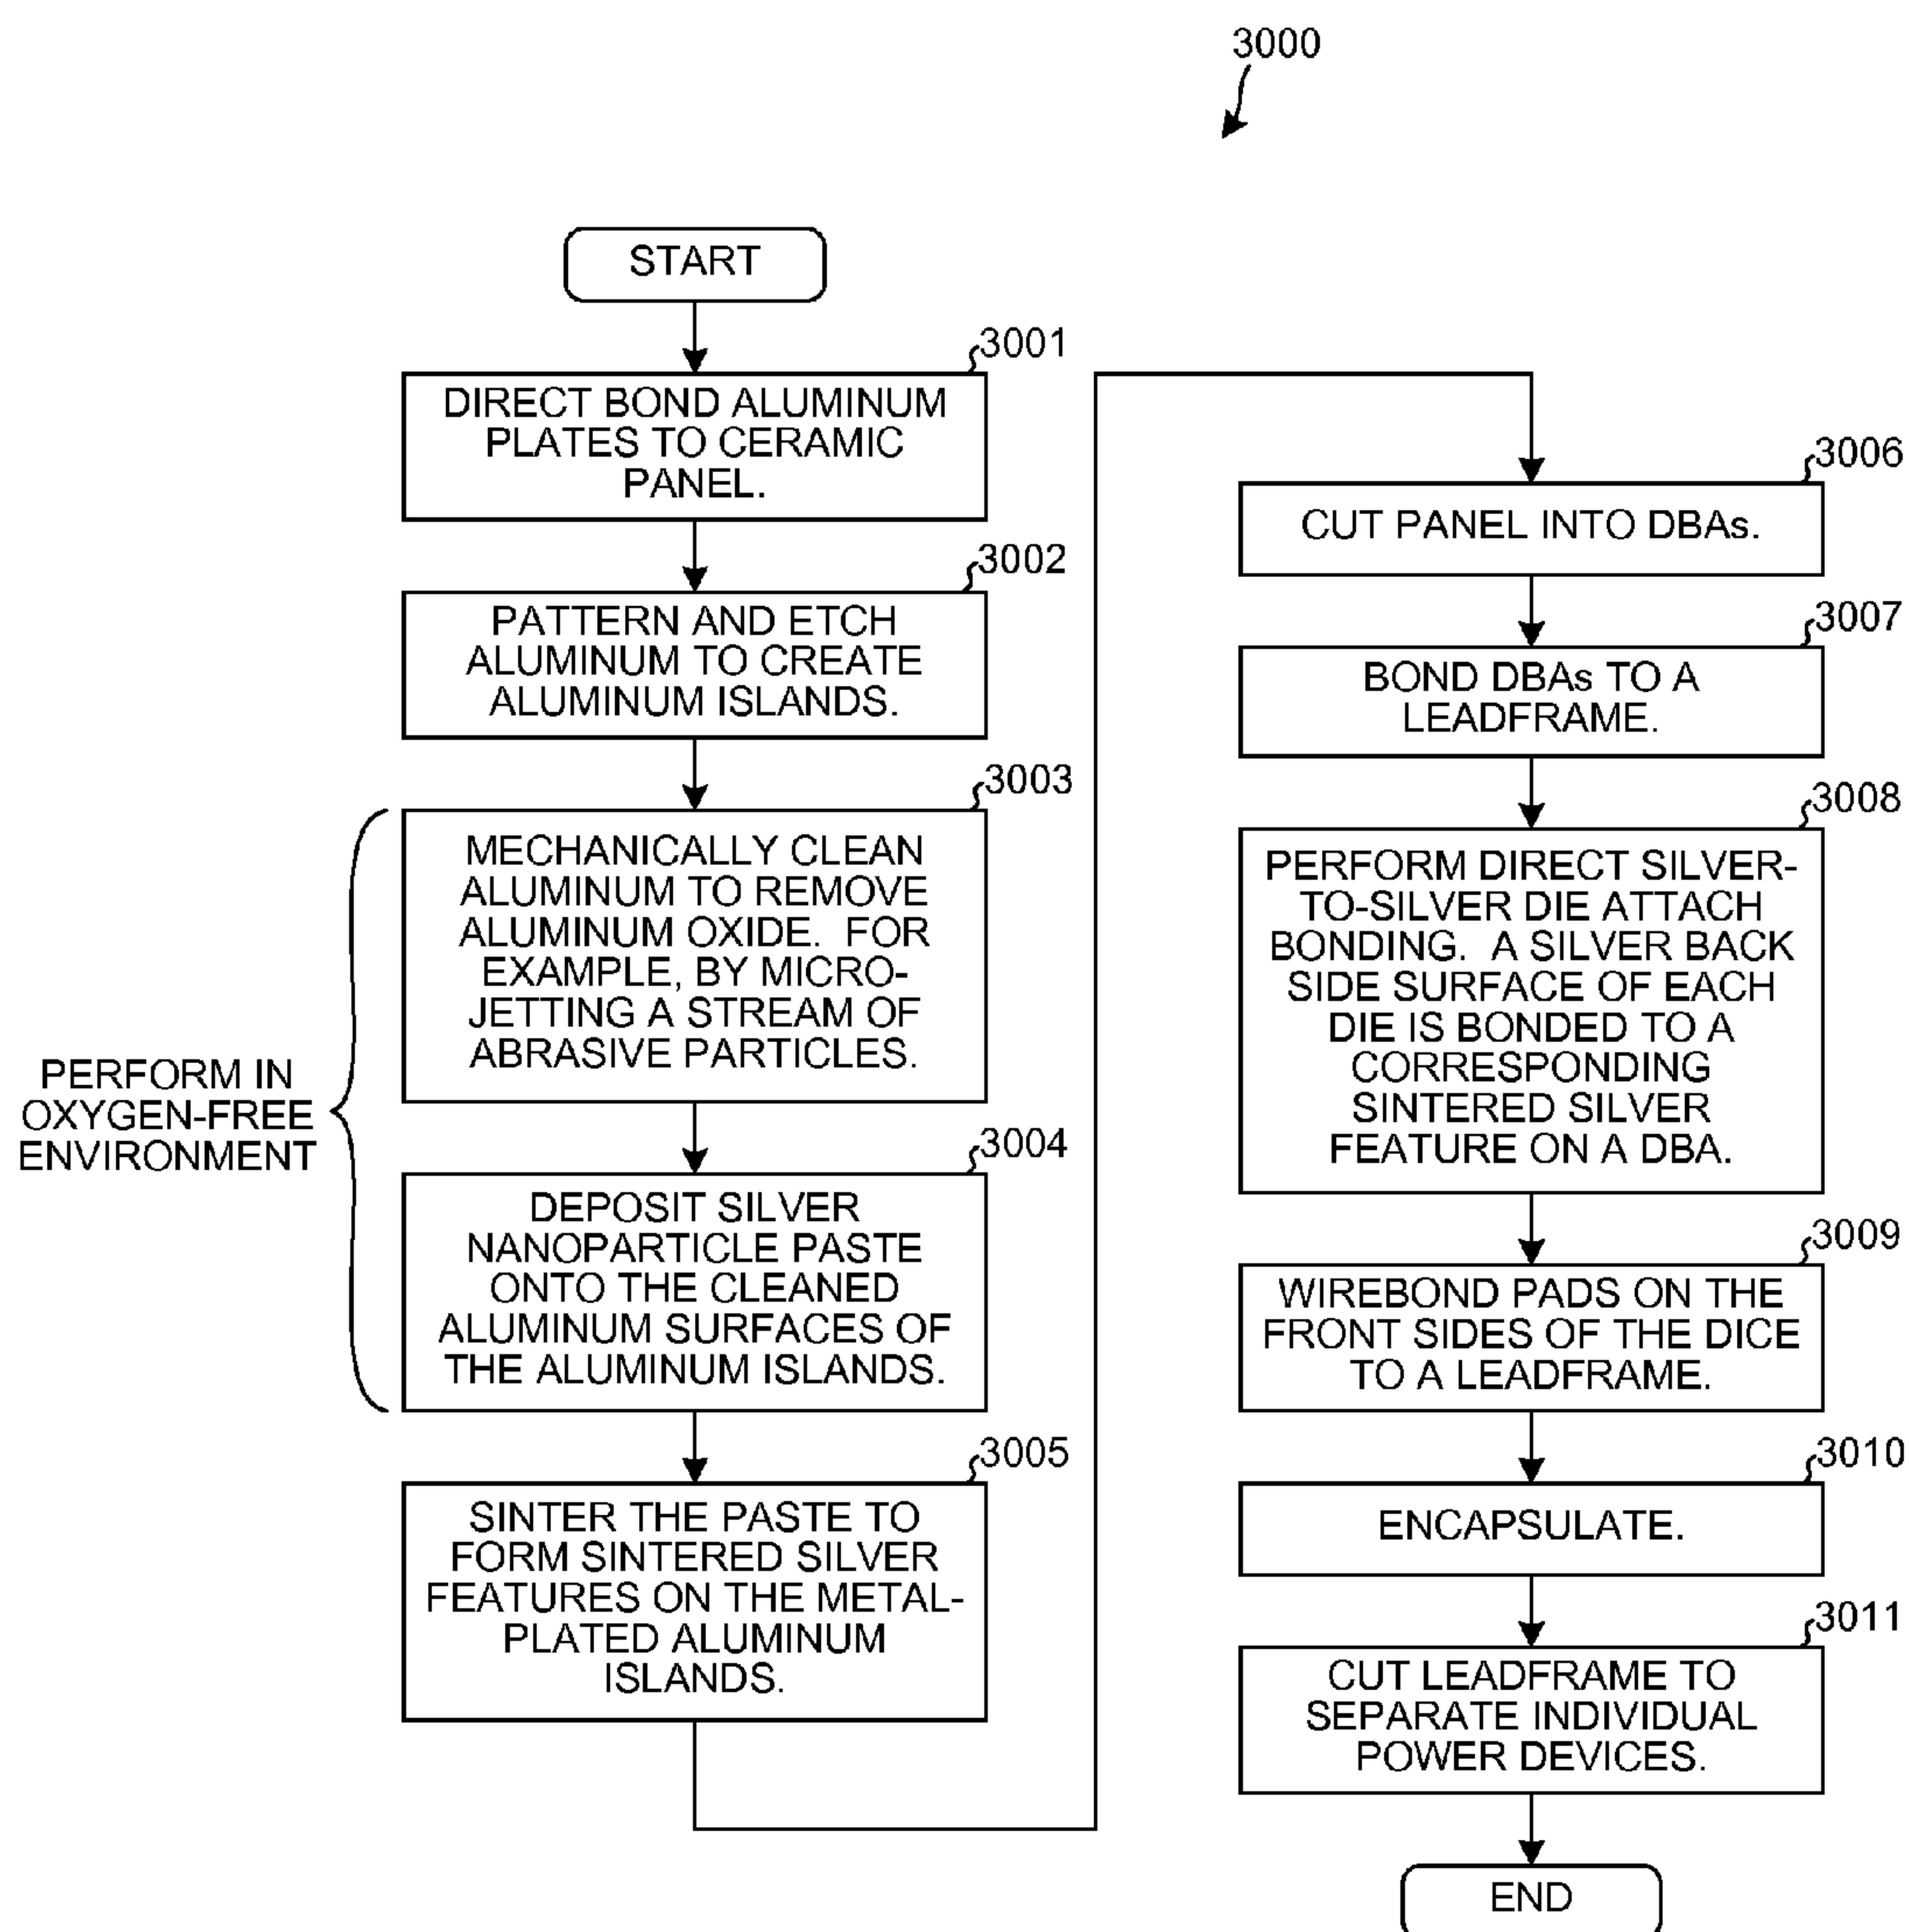 3000
START
3001
DIRECT BOND ALUMINUM
PLATES TO CERAMIC
PANEL.
3002
PATTERN AND ETCH
ALUMINUM TO CREATE
ALUMINUM ISLANDS.
PERFORM IN
OXYGEN-FREE
ENVIRONMENT
3003
MECHANICALLY CLEAN
ALUMINUM TO REMOVE
ALUMINUM OXIDE. FOR
EXAMPLE, BY MICRO-
JETTING A STREAM OF
ABRASIVE PARTICLES.
3004
DEPOSIT SILVER
NANOPARTICLE PASTE
ONTO THE CLEANED
ALUMINUM SURFACES OF
THE ALUMINUM ISLANDS.
3005
SINTER THE PASTE TO
FORM SINTERED SILVER
FEATURES ON THE METAL-
PLATED ALUMINUM
ISLANDS.
3006
CUT PANEL INTO DBAs.
3007
BOND DBAs TO A
LEADFRAME.
3008
PERFORM DIRECT SILVER-
TO-SILVER DIE ATTACH
BONDING. A SILVER BACK
SIDE SURFACE OF EACH
DIE IS BONDED TO A
CORRESPONDING
SINTERED SILVER
FEATURE ON A DBA.
3009
WIREBOND PADS ON THE
FRONT SIDES OF THE DICE
TO A LEADFRAME.
3010
ENCAPSULATE.
3011
CUT LEADFRAME TO
SEPARATE INDIVIDUAL
POWER DEVICES.
END